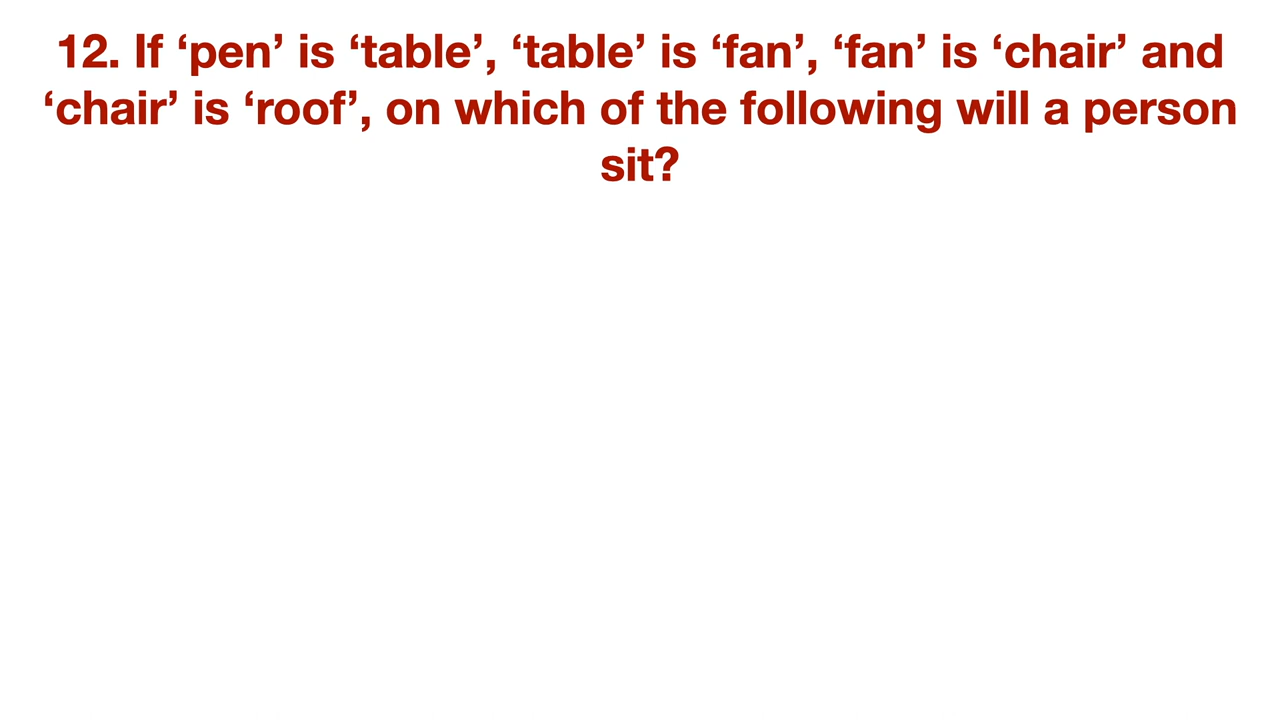 12. If ‘pen’ is ‘table’, ‘table’ is ‘fan’, ‘fan’ is ‘chair’ and
‘chair’ is ‘roof’, on which of the following will a person
sit?